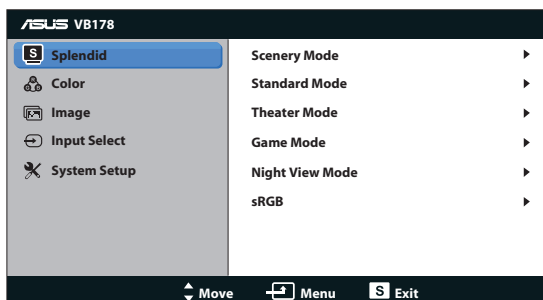 ASUS VB178
S Splendid
Color
Image
Input Select
System Setup
Scenery Mode
Standard Mode
Theater Mode
Game Mode
Night View Mode
sRGB
Move Menu S Exit